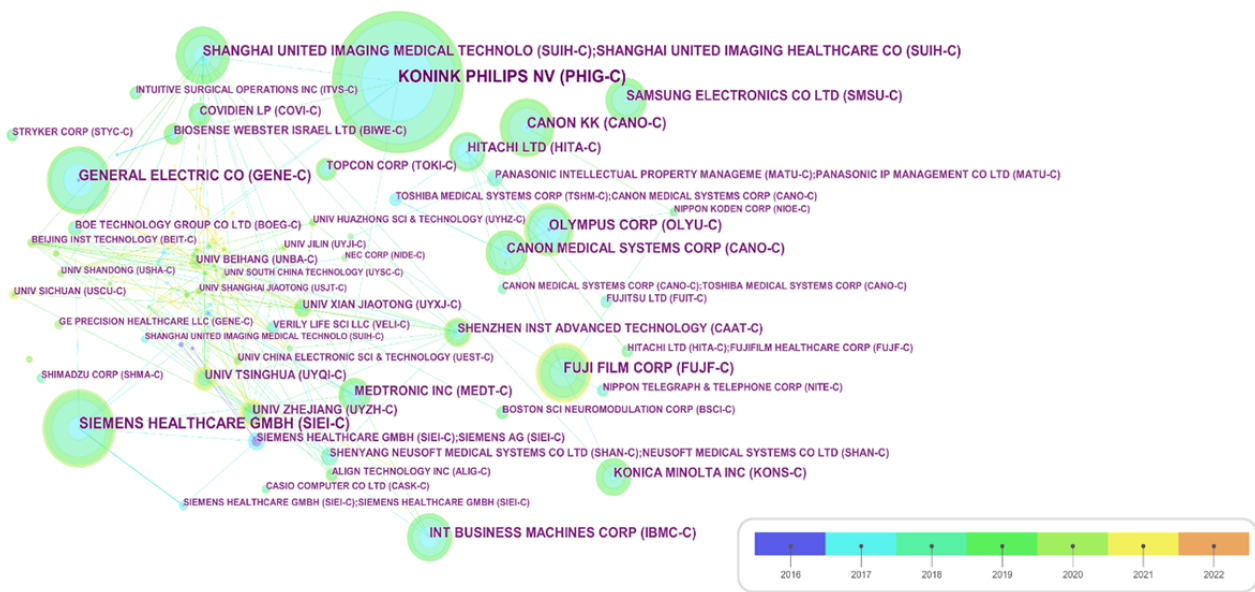 SHANGHAI UNITED IMAGING MEDICAL TECHNOLO (SUIH-C);SHANGHAI UNITED IMAGING HEALTHCARE CO (SUIH-C)
KONINK PHILIPS NV (PHIG-C)
INTUITIVE SURGICAL OPERATIONS INC (ITVS-C)
SAMSUNG ELECTRONICS CO LTD (SMSU-C)
COVIDIEN LP (COVI-C)
CANON KK (CANO-C)
STRYKER CORP (STYC-C)
BIOSENSE WEBSTER ISRAEL LTD (BIWE-C)
HITACHI LTD (HITA-C)
TOPCON CORP (TOKI-C)
GENERAL ELECTRIC CO (GENE-C)
PANASONIC INTELLECTUAL PROPERTY MANAGEME (MATU-C);PANASONIC IP MANAGEMENT CO LTD (MATU-C)
TOSHIBA MEDICAL SYSTEMS CORP (TSHM-C);CANON MEDICAL SYSTEMS CORP (CANO-C)
NIPPON KODEN CORP (NIOE-C)
UNIV HUAZHONG SCI & TECHNOLOGY (UYHZ-C)
BOE TECHNOLOGY GROUP CO LTD (BOEG-C)
OLYMPUS CORP (OLYU-C)
BEIJING INST TECHNOLOGY (BEIT-C)
UNIV JILIN (UYJI-C)
CANON MEDICAL SYSTEMS CORP (CANO-C)
NEC CORP (NIDE-C)
UNIV BEIHANG (UNBA-C)
UNIV SHANDONG (USHA-C)
UNIV SOUTH CHINA TECHNOLOGY (UYSC-C)
UNIV SHANGHAI JIAOTONG (USJT-C)
CANON MEDICAL SYSTEMS CORP (CANO-C);TOSHIBA MEDICAL SYSTEMS CORP (CANO-C)
UNIV SICHUAN (USCU-C)
FUJITSU LTD (FUIT-C)
UNIV XIAN JIAOTONG (UYXJ-C)
GE PRECISION HEALTHCARE LLC (GENE-C)
VERILY LIFE SCI LLC (VELI-C)
SHENZHEN INST ADVANCED TECHNOLOGY (CAAT-C)
SHANGHAI UNITED IMAGING MEDICAL TECHNOLO (SUIH-C)
HITACHI LTD (HITA-C);FUJIFILM HEALTHCARE CORP (FUJF-C)
UNIV CHINA ELECTRONIC SCI & TECHNOLOGY (UEST-C)
FUJI FILM CORP (FUJF-C)
SHIMADZU CORP (SHMA-C)
UNIV TSINGHUA (UYQI-C)
NIPPON TELEGRAPH & TELEPHONE CORP (NITE-C)
MEDTRONIC INC (MEDT-C)
UNIV ZHEJIANG (UYZH-C)
BOSTON SCI NEUROMODULATION CORP (BSCI-C)
SIEMENS HEALTHCARE GMBH (SIEI-C)
SIEMENS HEALTHCARE GMBH (SIEI-C);SIEMENS AG (SIEI-C)
SHENYANG NEUSOFT MEDICAL SYSTEMS CO LTD (SHAN-C);NEUSOFT MEDICAL SYSTEMS CO LTD (SHAN-C)
ALIGN TECHNOLOGY INC (ALIG-C)
KONICA MINOLTA INC (KONS-C)
CASIO COMPUTER CO LTD (CASK-C)
SIEMENS HEALTHCARE GMBH (SIEI-C);SIEMENS HEALTHCARE GMBH (SIEI-C)
INT BUSINESS MACHINES CORP (IBMC-C)
2016 2017 2018 2019 2020 2021 2022